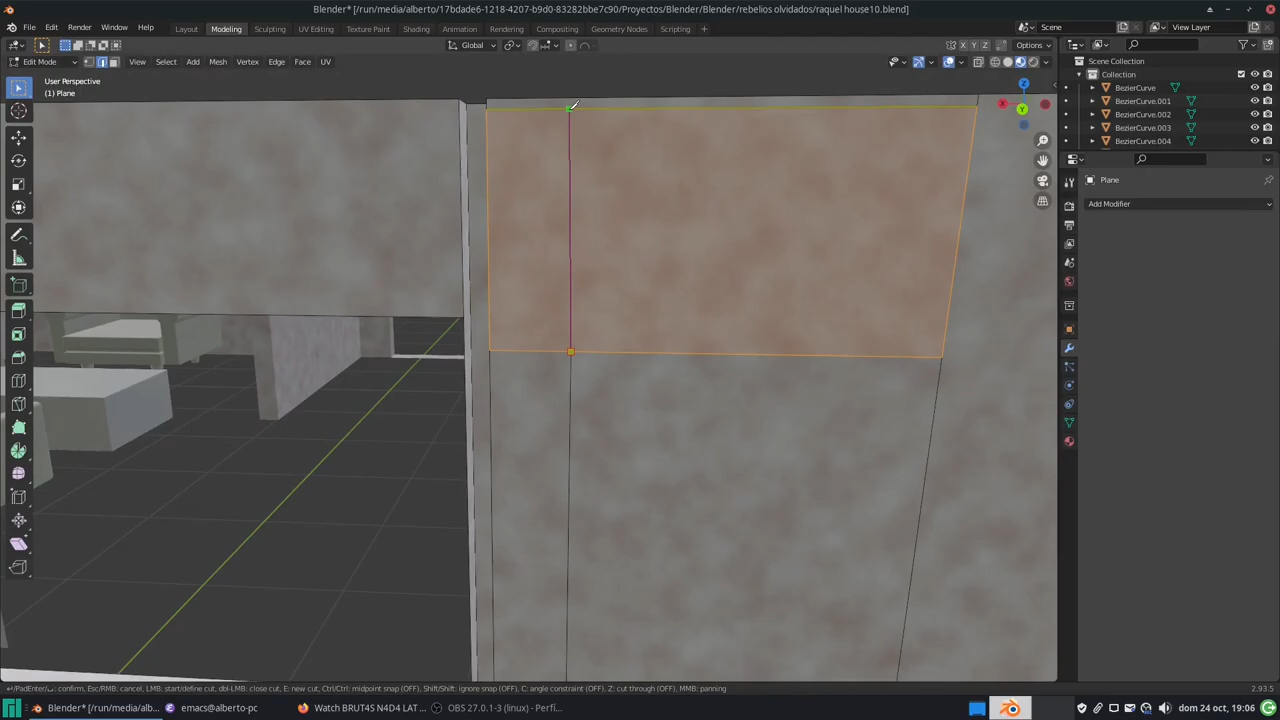 Blender* [/run/media/alberto/17bdade6-1218-4207-b9d0-83282bbe7c90/Proyectos/Blender/Blender/rebelios olvidados/raquel house10.blend]
File Edit Render Window Help Layout Modeling Sculpting UV Editing Texture Paint Shading Animation Rendering Compositing Geometry Nodes Scripting Scene View Layer
Global X Y Z Options
Edit Mode View Select Add Mesh Vertex Edge Face UV Scene Collection
Collection
User Perspective
(1) Plane
BezierCurve
BezierCurve.001
BezierCurve.002
BezierCurve.003
BezierCurve.004
X Y Z
Plane
Add Modifier
: confirm, Esc/RMB: cancel, LMB: start/define cut, dbl-LMB: close cut, E: new cut, Ctrl/Ctrl: midpoint snap (OFF), Shift/Shift: ignore snap (OFF), C: angle constraint (OFF), Z: cut through (OFF), MMB: panning
2.93.5
Blender* [/run/media/alb... emacs@alberto-pc Watch BRUT4S N4D4 LAT ... OBS 27.0.1-3 (linux) - Perfi... dom 24 oct, 19:06